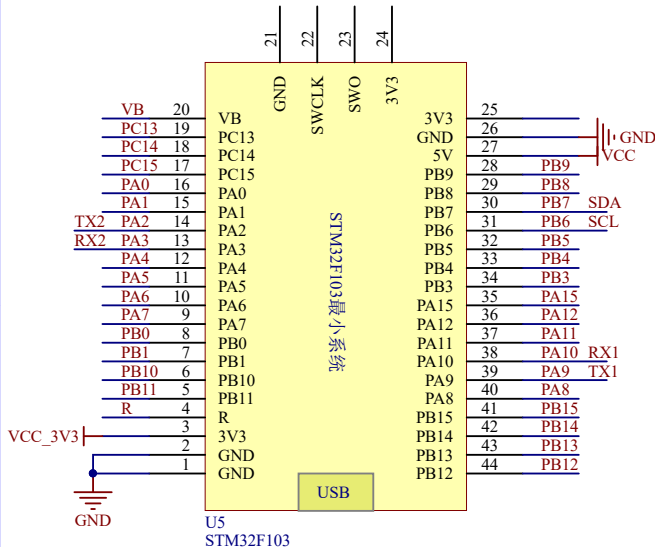 21 22 23 24
GND SWCLK SWO 3V3
VB 20 VB 3V3 25
PC13 19 PC13 GND 26 GND
PC14 18 PC14 5V 27 VCC
PC15 17 PC15 PB9 28 PB9
PA0 16 PA0 PB8 29 PB8
PA1 15 PA1 PB7 30 PB7 SDA
TX2 PA2 14 PA2 PB6 31 PB6 SCL
RX2 PA3 13 PA3 PB5 32 PB5
PA4 12 PA4 PB4 33 PB4
PA5 11 PA5 PB3 34 PB3
PA6 10 PA6 PA15 35 PA15
PA7 9 PA7 PA12 36 PA12
PB0 8 PB0 PA11 37 PA11
PB1 7 PB1 PA10 38 PA10 RX1
PB10 6 PB10 PA9 39 PA9 TX1
PB11 5 PB11 PA8 40 PA8
R 4 R PB15 41 PB15
VCC_3V3 3 3V3 PB14 42 PB14
2 GND PB13 43 PB13
1 GND PB12 44 PB12
STM32F103最小系统
USB
GND
U5
STM32F103